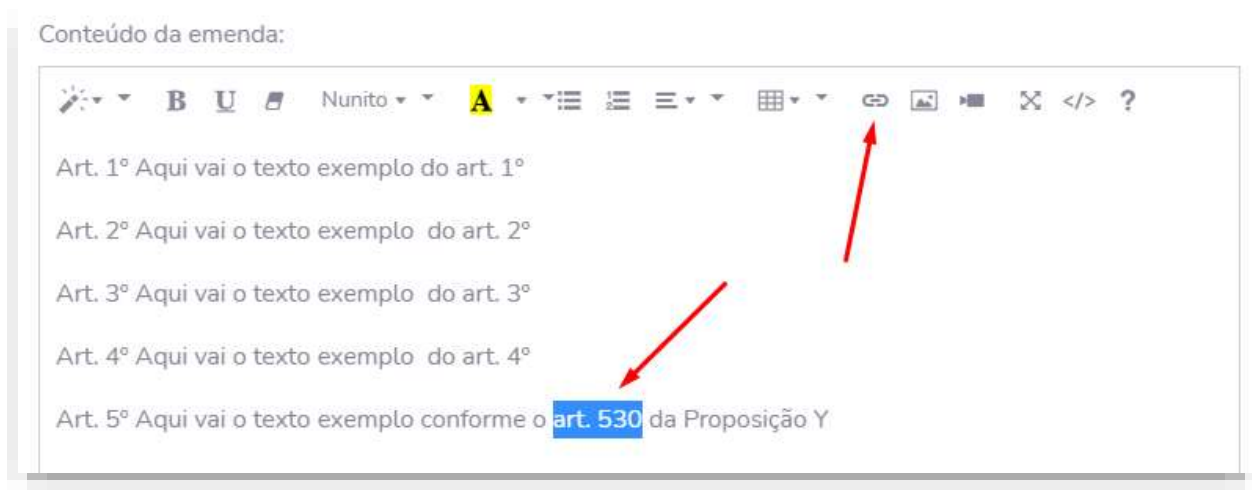 Conteúdo da emenda:
B U Nunito A </> ?
Art. 1º Aqui vai o texto exemplo do art. 1º
Art. 2º Aqui vai o texto exemplo  do art. 2º
Art. 3º Aqui vai o texto exemplo  do art. 3º
Art. 4º Aqui vai o texto exemplo  do art. 4º
Art. 5º Aqui vai o texto exemplo conforme o art. 530 da Proposição Y